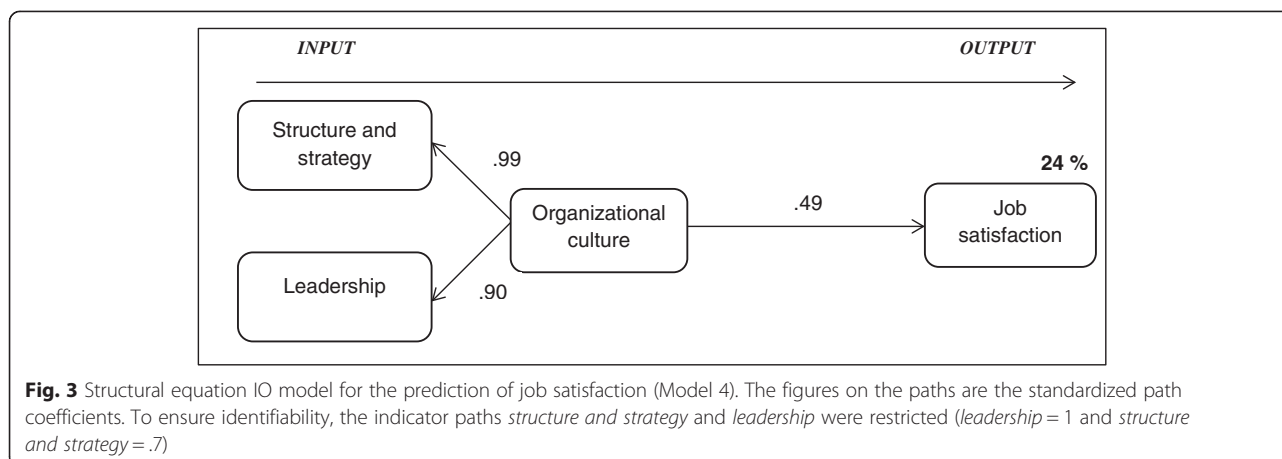 INPUT
OUTPUT
Structure and
strategy
.99
24 %
Organizational
culture
.49
Job
satisfaction
Leadership
.90
Fig. 3 Structural equation IO model for the prediction of job satisfaction (Model 4). The figures on the paths are the standardized path
coefficients. To ensure identifiability, the indicator paths structure and strategy and leadership were restricted (leadership = 1 and structure
and strategy = .7)